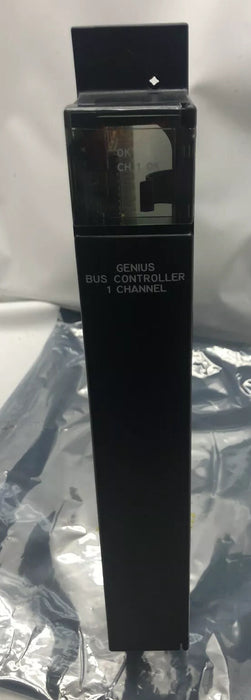 OK
CH 1 OK
GENIUS
BUS CONTROLLER
1 CHANNEL